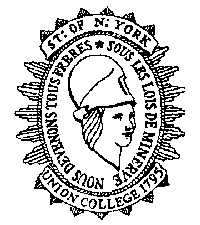 ST: OF N: YORK
SOUS LES LOIS DE MINERVE NOUS DEVENONS TOUS FRERES
UNION COLLEGE 1795